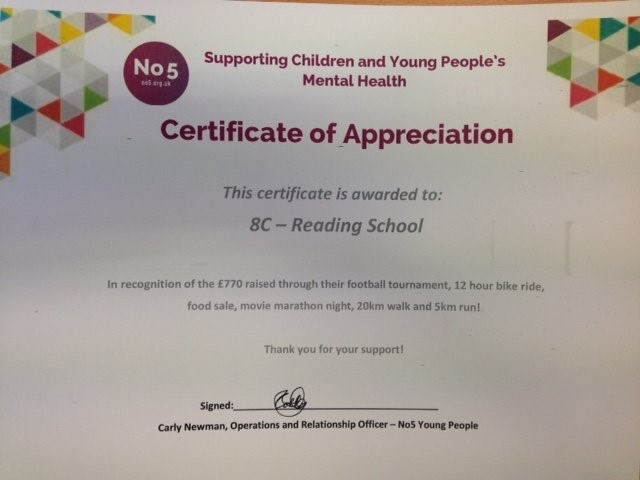 No5
no5.org.uk
Supporting Children and Young People's
Mental Health
Certificate of Appreciation
This certificate is awarded to:
8C – Reading School
In recognition of the £770 raised through their football tournament, 12 hour bike ride,
food sale, movie marathon night, 20km walk and 5km run!
Thank you for your support!
Signed:
Carly Newman, Operations and Relationship Officer – No5 Young People